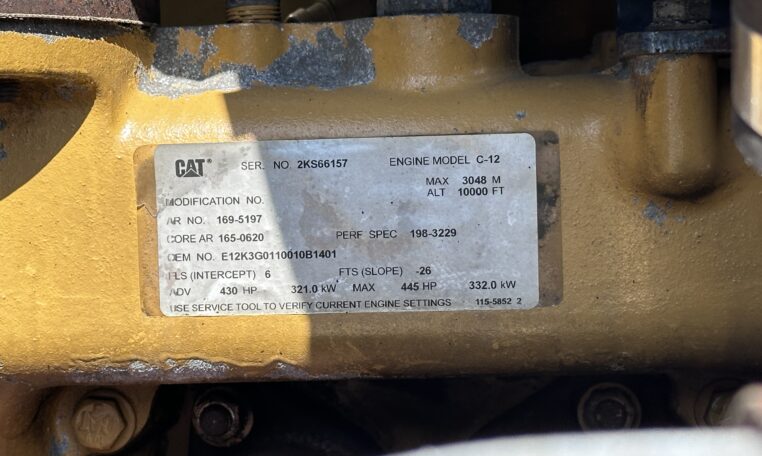 CAT® SER. NO. 2KS66157 ENGINE MODEL C-12
MAX 3048 M
ALT 10000 FT
MODIFICATION NO.
AR NO. 169-5197
CORE AR 165-0620 PERF SPEC 198-3229
OEM NO. E12K3G0110010B1401
FLS (INTERCEPT) 6 FTS (SLOPE) -26
ADV 430 HP 321.0 kW MAX 445 HP 332.0 kW
USE SERVICE TOOL TO VERIFY CURRENT ENGINE SETTINGS 115-5852 2